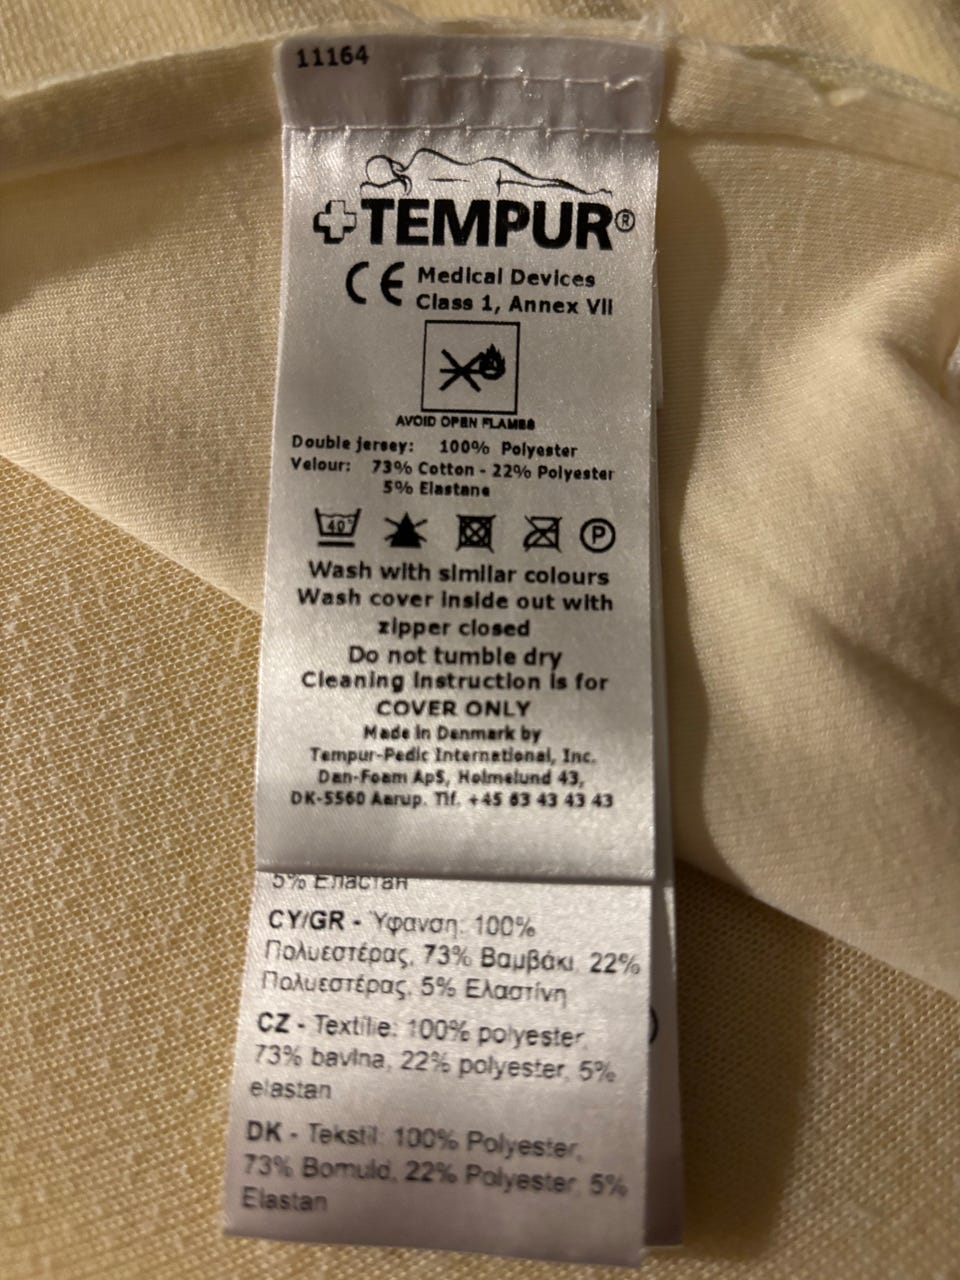 11164
TEMPUR®
CE Medical Devices
Class 1, Annex VII
AVOID OPEN FLAMES
Double jersey: 100% Polyester
Velour: 73% Cotton - 22% Polyester
5% Elastane
40°
P
Wash with similar colours
Wash cover inside out with
zipper closed
Do not tumble dry
Cleaning instruction is for
COVER ONLY
Made in Denmark by
Tempur-Pedic International, Inc.
Dan-Foam ApS, Holmelund 43,
DK-5560 Aarup. Tlf. +45 63 43 43 43
5% Еластан
CY/GR - Ύφανση: 100%
Πολυεστέρας, 73% Βαμβάκι, 22%
Πολυεστέρας, 5% Ελαστίνη
CZ - Textílie: 100% polyester,
73% bavlna, 22% polyester, 5%
elastan
DK - Tekstil: 100% Polyester,
73% Bomuld, 22% Polyester, 5%
Elastan